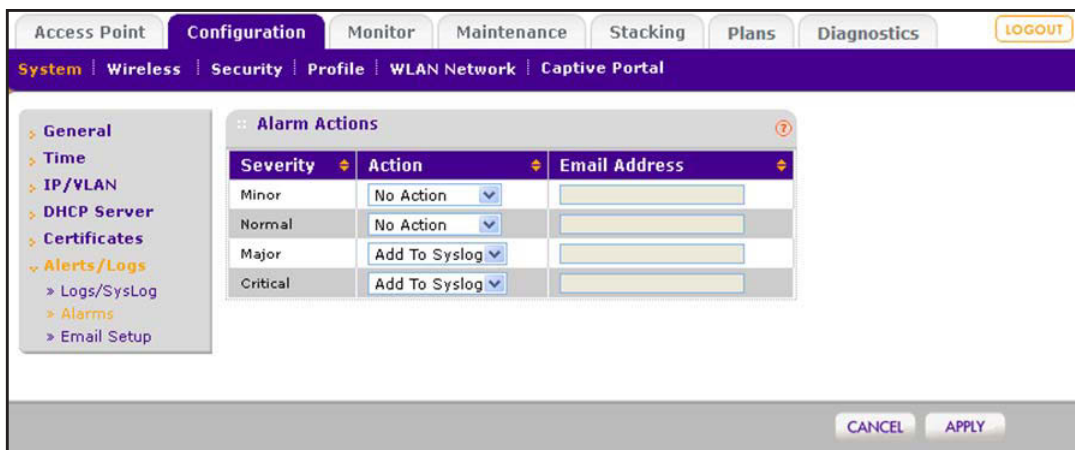 Access Point Configuration Monitor Maintenance Stacking Plans Diagnostics LOGOUT
System Wireless Security Profile WLAN Network Captive Portal
General
Time
IP/VLAN
DHCP Server
Certificates
Alerts/Logs
» Logs/SysLog
» Alarms
» Email Setup
Alarm Actions ?
Severity Action Email Address
Minor No Action
Normal No Action
Major Add To Syslog
Critical Add To Syslog
CANCEL APPLY